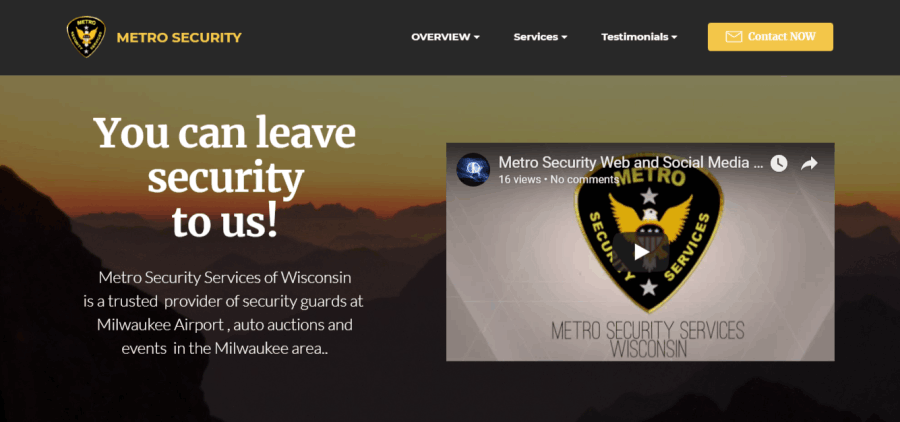 METRO
METRO SECURITY
OVERVIEW
Services
Testimonials
Contact NOW
You can leave
security
to us!
Metro Security Services of Wisconsin
is a trusted provider of security guards at
Milwaukee Airport , auto auctions and
events in the Milwaukee area..
Metro Security Web and Social Media ...
16 views • No comments
METRO
SECURITY
SERVICES
METRO SECURITY SERVICES
WISCONSIN